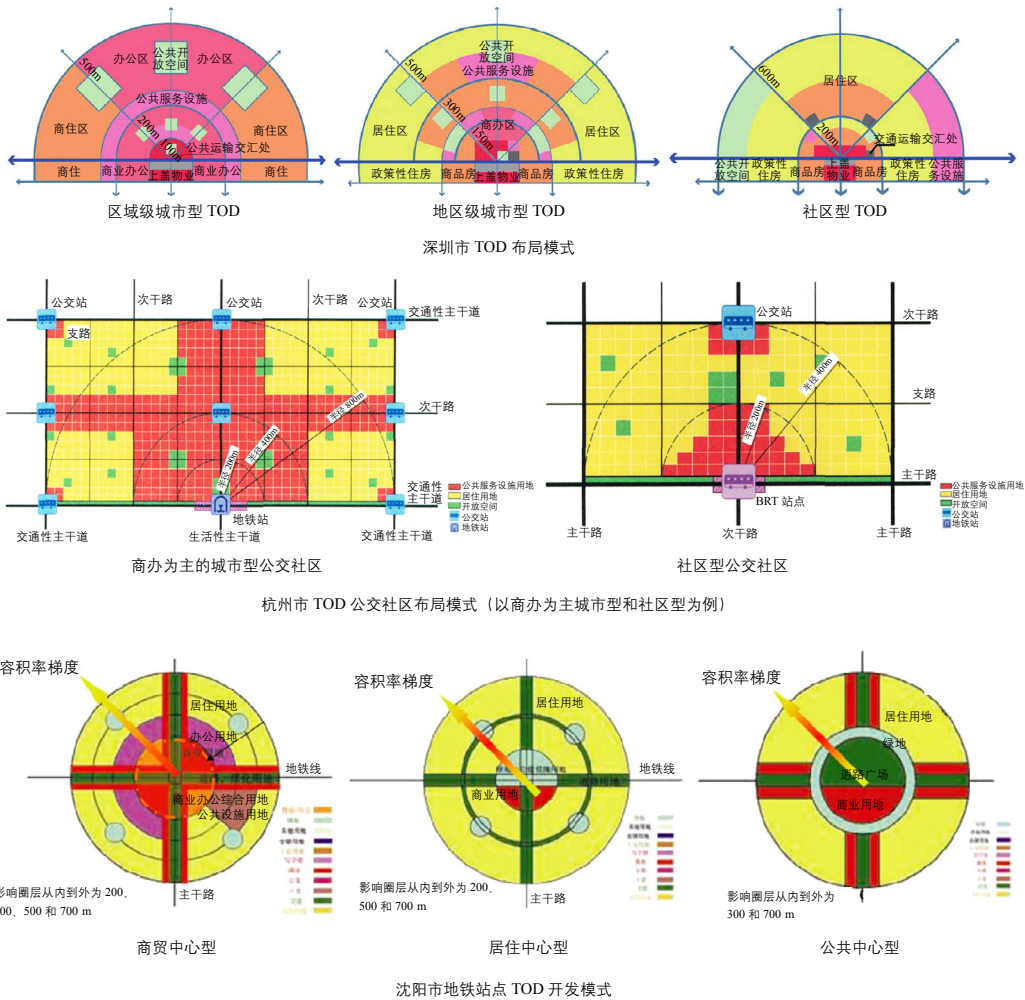 500m
办公区
公共开
放空间
办公区
公共服务设施
商住区
200m
100m
商住区
公共运输交汇处
商住
商业办公
上盖物业
商业办公
商住
区域级城市型 TOD
500m
公共开
放空间
公共服务设施
300m
150m
居住区
商办区
居住区
政策性住房
商品房
上盖物业
商品房
政策性住房
地区级城市型 TOD
600m
居住区
200m
交通运输交汇处
公共开
放空间
政策性
住房
商品房
上盖
物业
商品房
政策性
住房
公共服
务设施
社区型 TOD
深圳市 TOD 布局模式
公交站
次干路
公交站
次干路
公交站
交通性主干道
支路
次干路
半径 800m
半径 400m
半径 200m
交通性
主干道
地铁站
交通性主干道
生活性主干道
交通性主干道
公共服务设施用地
居住用地
开放空间
公交站
地铁站
商办为主的城市型公交社区
公交站
次干路
半径 400m
支路
半径 200m
主干路
BRT 站点
主干路
次干路
主干路
公共服务设施用地
居住用地
开放空间
公交站
地铁站
社区型公交社区
杭州市 TOD 公交社区布局模式（以商办为主城市型和社区型为例）
容积率梯度
居住用地
办公用地
地铁线
商业办公综合用地
公共设施用地
主干路
影响圈层从内到外为 200、
00、500 和 700 m
商贸中心型
容积率梯度
居住用地
地铁线
商业用地
道路用地
主干路
影响圈层从内到外为 200、
500 和 700 m
居住中心型
容积率梯度
居住用地
绿地
道路广场
商业用地
影响圈层从内到外为
300 和 700 m
公共中心型
沈阳市地铁站点 TOD 开发模式